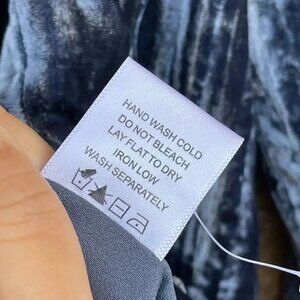 HAND WASH COLD
DO NOT BLEACH
LAY FLAT TO DRY
IRON LOW
WASH SEPARATELY